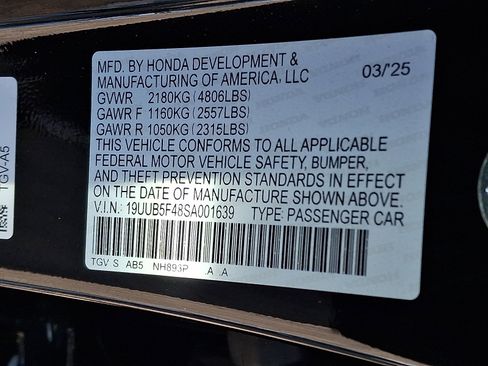 MFD. BY HONDA DEVELOPMENT & 03/25
MANUFACTURING OF AMERICA, LLC
GVWR 2180KG (4806LBS)
GAWR F 1160KG (2557LBS)
GAWR R 1050KG (2315LBS)
THIS VEHICLE CONFORMS TO ALL APPLICABLE
FEDERAL MOTOR VEHICLE SAFETY, BUMPER,
AND THEFT PREVENTION STANDARDS IN EFFECT
ON THE DATE OF MANUFACTURE SHOWN ABOVE.
V.I.N.: 19UUB5F48SA001639 TYPE: PASSENGER CAR
TGV S AB5 NH893P .A .A
TGV-A5